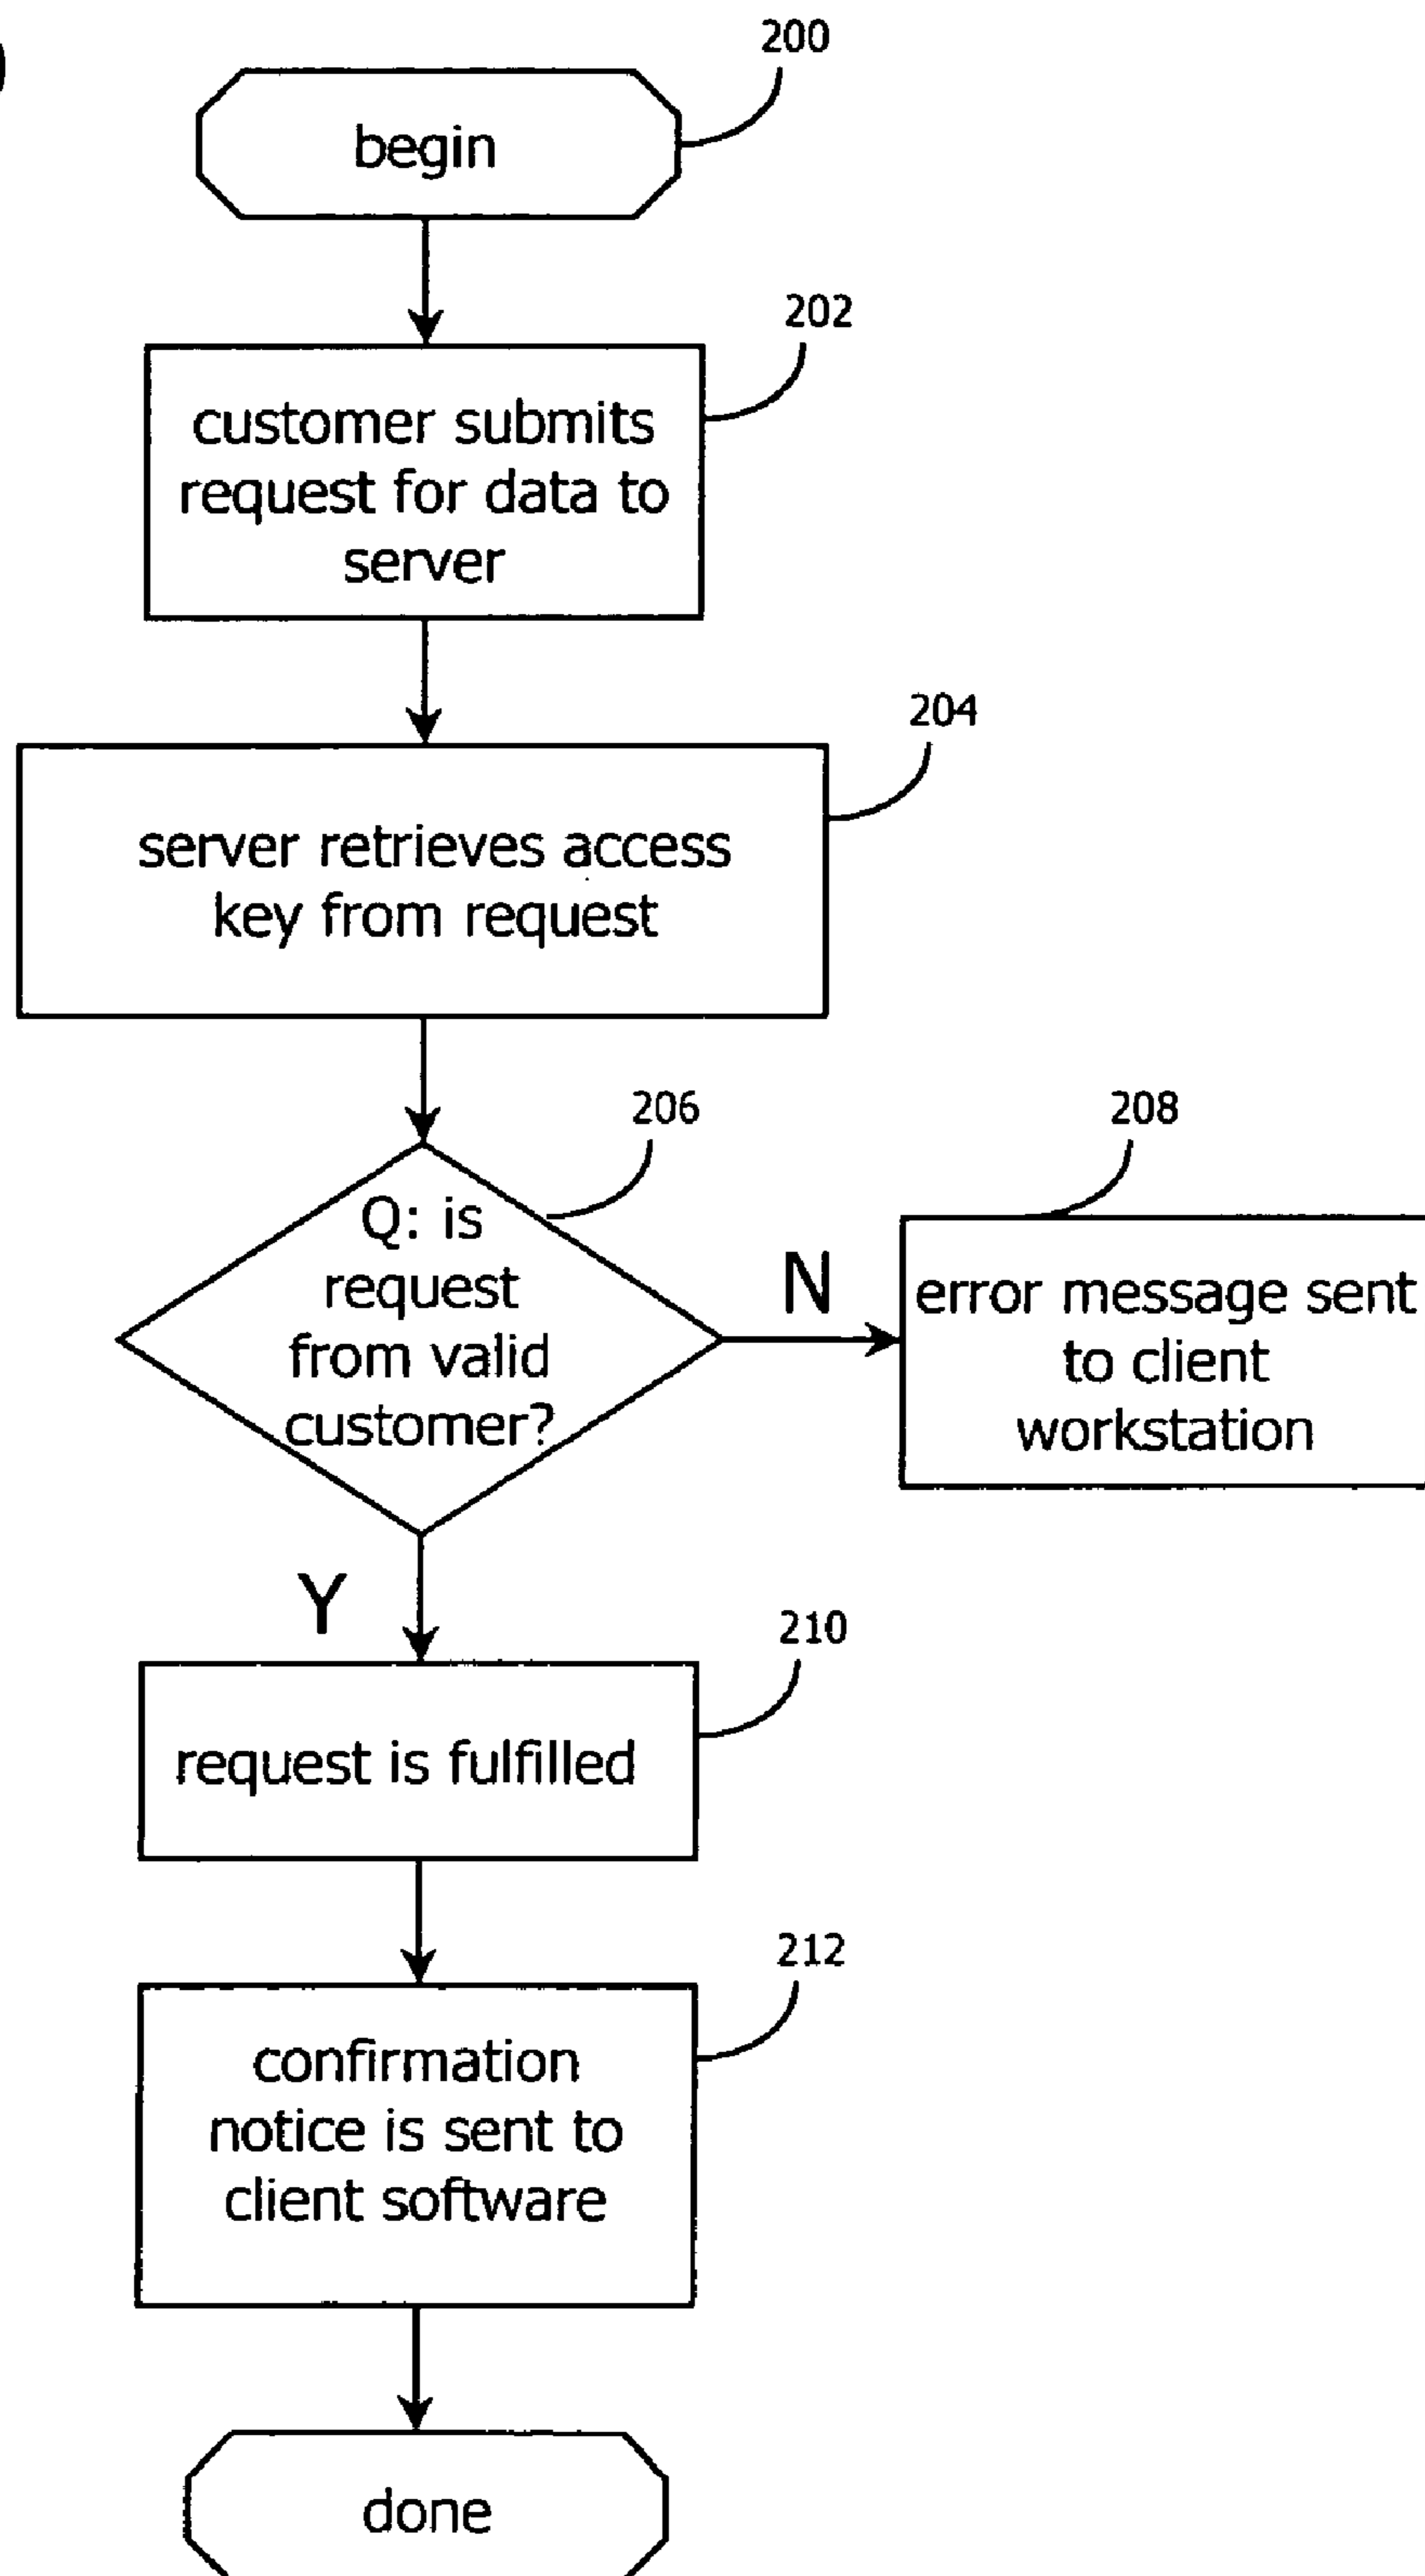 200
begin
202
customer submits
request for data to
server
204
server retrieves access
key from request
206
Q: is
request
from valid
customer?
N
208
error message sent
to client
workstation
Y
210
request is fulfilled
212
confirmation
notice is sent to
client software
done